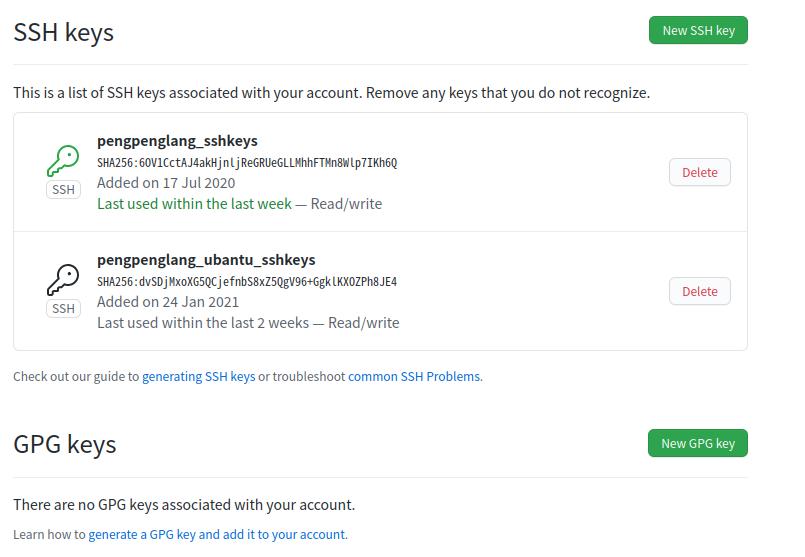 SSH keys
New SSH key
This is a list of SSH keys associated with your account. Remove any keys that you do not recognize.
pengpenglang_sshkeys
SHA256:6OV1CctAJ4akHjnljReGRUeGLLMhhFTMn8Wlp7IKh6Q
Added on 17 Jul 2020
Last used within the last week — Read/write
SSH
Delete
pengpenglang_ubantu_sshkeys
SHA256:dvSDjMxoXG5QCjefnbS8xZ5QgV96+GgklKXOZPh8JE4
Added on 24 Jan 2021
Last used within the last 2 weeks — Read/write
SSH
Delete
Check out our guide to generating SSH keys or troubleshoot common SSH Problems.
GPG keys
New GPG key
There are no GPG keys associated with your account.
Learn how to generate a GPG key and add it to your account.